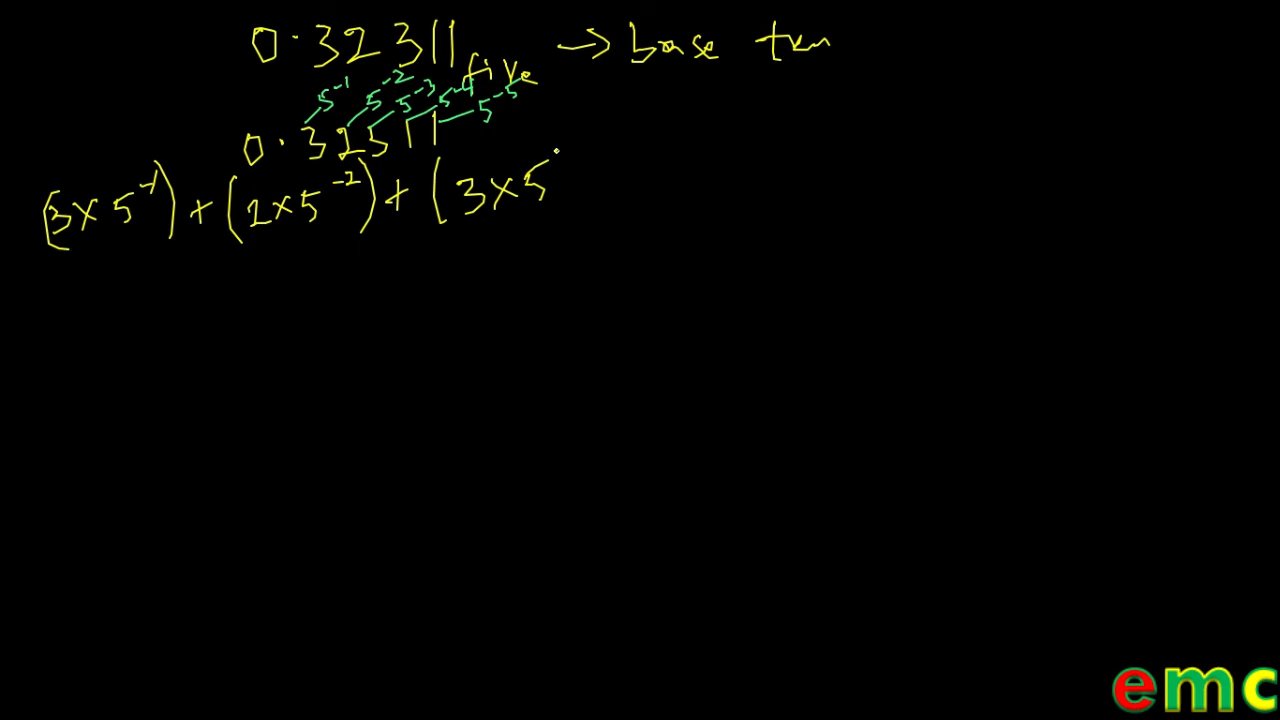 0.32311 five → base ten
5⁻¹ 5⁻² 5⁻³ 5⁻⁴ 5⁻⁵
0.32311
(3×5⁻¹) + (2×5⁻²) + (3×5
emc